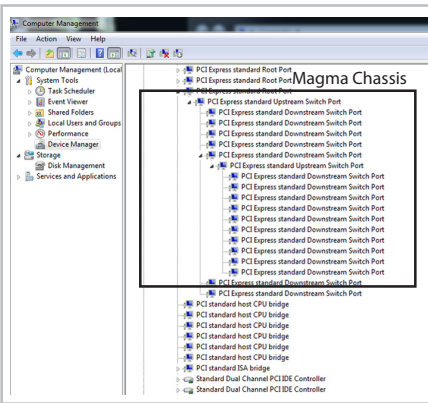 Computer Management
File Action View Help
Computer Management (Local
System Tools
Task Scheduler
Event Viewer
Shared Folders
Local Users and Groups
Performance
Device Manager
Storage
Disk Management
Services and Applications
PCI Express standard Root Port
PCI Express standard Root Port
Magma Chassis
PCI Express standard Root Port
PCI Express standard Upstream Switch Port
PCI Express standard Downstream Switch Port
PCI Express standard Downstream Switch Port
PCI Express standard Downstream Switch Port
PCI Express standard Downstream Switch Port
PCI Express standard Downstream Switch Port
PCI Express standard Upstream Switch Port
PCI Express standard Downstream Switch Port
PCI Express standard Downstream Switch Port
PCI Express standard Downstream Switch Port
PCI Express standard Downstream Switch Port
PCI Express standard Downstream Switch Port
PCI Express standard Downstream Switch Port
PCI Express standard Downstream Switch Port
PCI Express standard Downstream Switch Port
PCI Express standard Downstream Switch Port
PCI Express standard Downstream Switch Port
PCI Express standard Downstream Switch Port
PCI Express standard Downstream Switch Port
PCI standard host CPU bridge
PCI standard host CPU bridge
PCI standard host CPU bridge
PCI standard host CPU bridge
PCI standard host CPU bridge
PCI standard host CPU bridge
PCI standard ISA bridge
Standard Dual Channel PCI IDE Controller
Standard Dual Channel PCI IDE Controller